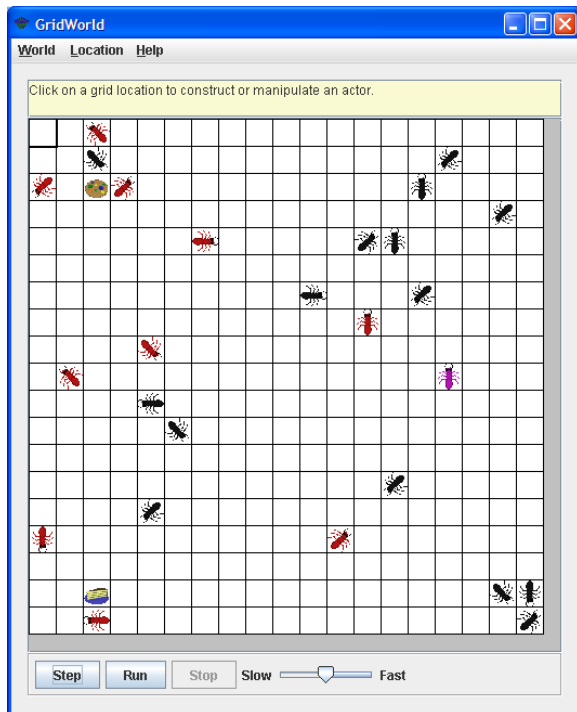 GridWorld
World Location Help
Click on a grid location to construct or manipulate an actor.
Step Run Stop Slow Fast